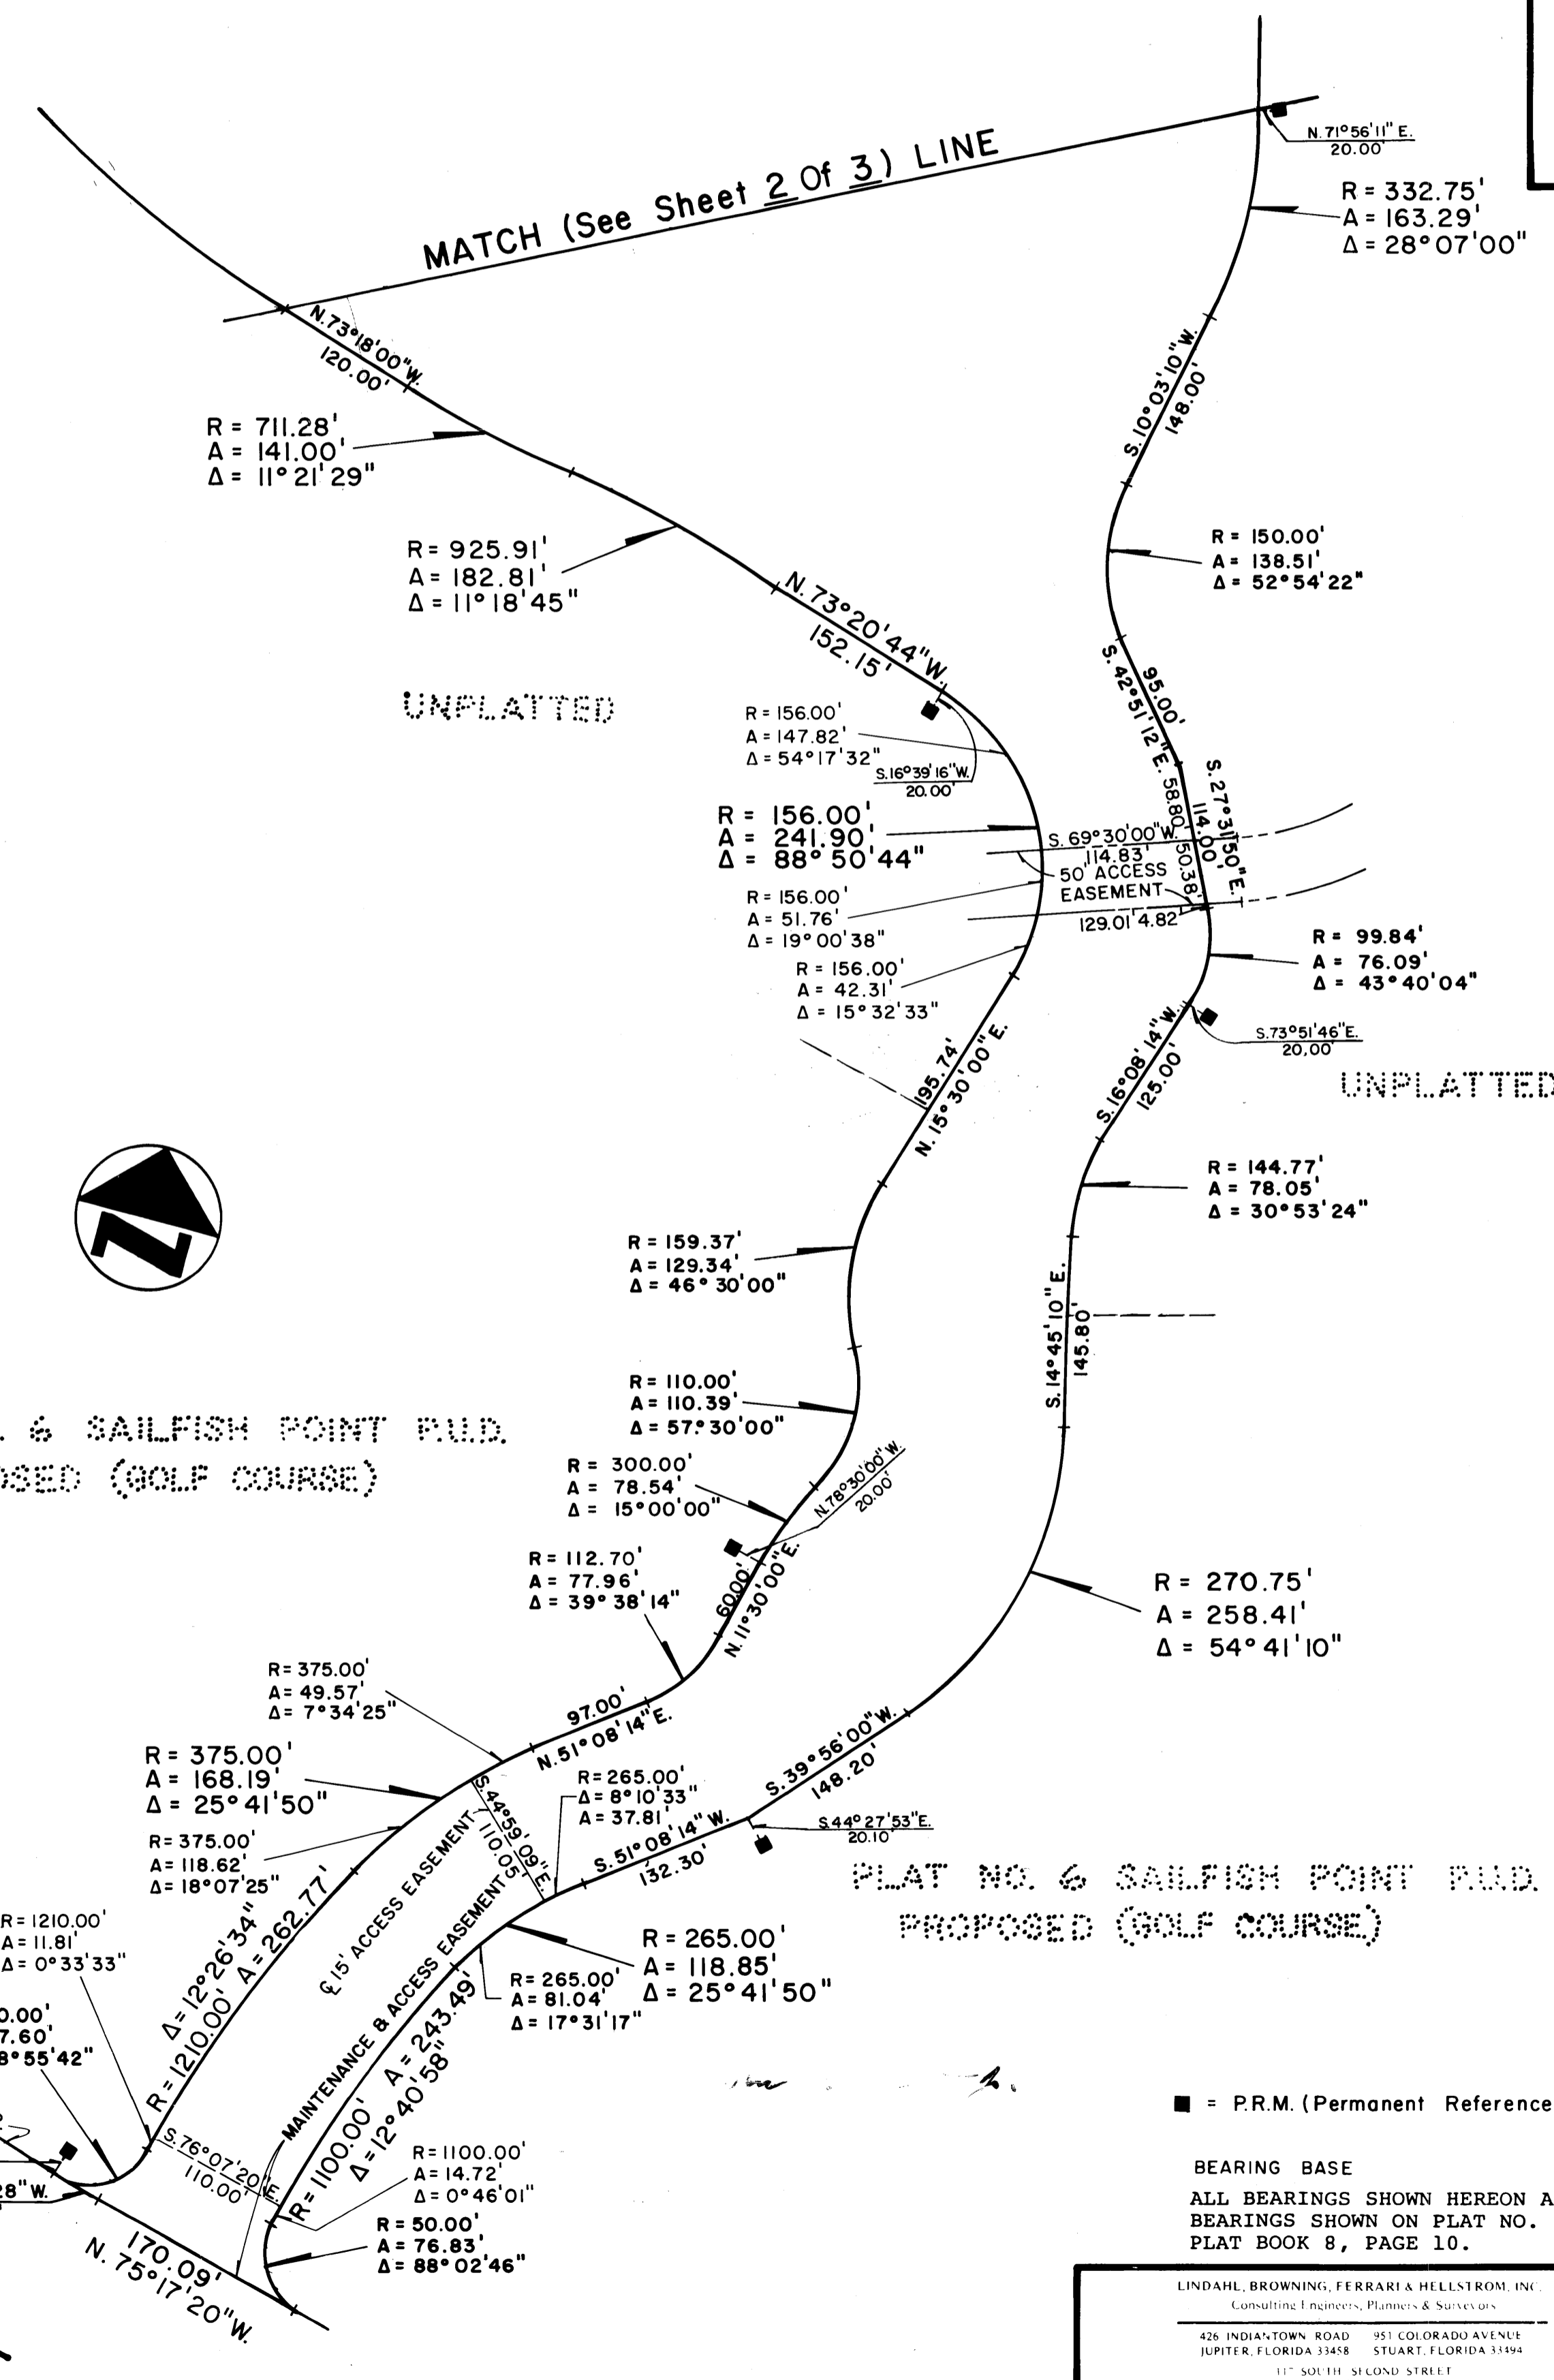 N. 71°56'11" E.
20.00'
MATCH (See Sheet 2 Of 3) LINE
R = 332.75'
A = 163.29'
Δ = 28°07'00"
N. 73°18'00" W.
120.00'
S. 10°03'10" W.
148.00'
R = 711.28'
A = 141.00'
Δ = 11°21'29"
R = 925.91'
A = 182.81'
Δ = 11°18'45"
R = 150.00'
A = 138.51'
Δ = 52°54'22"
N. 73°20'44" W.
152.15'
UNPLATTED
95.00'
S. 42°51'12" E.
R = 156.00'
A = 147.82'
Δ = 54°17'32"
S. 16°39'16" W.
20.00'
S. 27°31'50" E.
114.00'
58.80'
50.38'
R = 156.00'
A = 241.90'
Δ = 88°50'44"
S. 69°30'00" W.
114.83'
50' ACCESS
EASEMENT
129.01' 4.82'
R = 156.00'
A = 51.76'
Δ = 19°00'38"
R = 156.00'
A = 42.31'
Δ = 15°32'33"
R = 99.84'
A = 76.09'
Δ = 43°40'04"
S. 73°51'46" E.
20.00'
195.74'
N. 15°30'00" E.
S. 16°08'14" W.
125.00'
UNPLATTED
R = 144.77'
A = 78.05'
Δ = 30°53'24"
R = 159.37'
A = 129.34'
Δ = 46°30'00"
S. 14°45'10" E.
145.80'
R = 110.00'
A = 110.39'
Δ = 57°30'00"
. 6 SAILFISH POINT P.U.D.
OSED (GOLF COURSE)
R = 300.00'
A = 78.54'
Δ = 15°00'00"
N. 78°30'00" W.
20.00'
R = 112.70'
A = 77.96'
Δ = 39°38'14"
60.00'
N. 11°30'00" E.
R = 270.75'
A = 258.41'
Δ = 54°41'10"
R = 375.00'
A = 49.57'
Δ = 7°34'25"
97.00'
N. 51°08'14" E.
R = 375.00'
A = 168.19'
Δ = 25°41'50"
S. 39°56'00" W.
148.20'
R = 265.00'
Δ = 8°10'33"
A = 37.81'
S. 44°59'09" E.
110.05'
S. 51°08'14" W.
132.30'
S. 44°27'53" E.
20.10'
R = 375.00'
A = 118.62'
Δ = 18°07'25"
PLAT NO. 6 SAILFISH POINT P.U.D.
PROPOSED (GOLF COURSE)
℄ 15' ACCESS EASEMENT
MAINTENANCE & ACCESS EASEMENT
R = 1210.00'
A = 11.81'
Δ = 0°33'33"
Δ = 12°26'34"
R = 1210.00' A = 262.77'
R = 265.00'
A = 118.85'
Δ = 25°41'50"
R = 265.00'
A = 81.04'
Δ = 17°31'17"
0.00'
7.60'
8°55'42"
R = 1100.00' A = 243.49'
Δ = 12°40'58"
■ = P.R.M. (Permanent Reference
S. 76°07'20" E.
110.00'
R = 1100.00'
A = 14.72'
Δ = 0°46'01"
28" W.
R = 50.00'
A = 76.83'
Δ = 88°02'46"
170.09'
N. 75°17'20" W.
BEARING BASE
ALL BEARINGS SHOWN HEREON A
BEARINGS SHOWN ON PLAT NO.
PLAT BOOK 8, PAGE 10.
LINDAHL, BROWNING, FERRARI & HELLSTROM, INC.
Consulting Engineers, Planners & Surveyors
426 INDIANTOWN ROAD 951 COLORADO AVENUE
JUPITER, FLORIDA 33458 STUART, FLORIDA 33494
117 SOUTH SECOND STREET